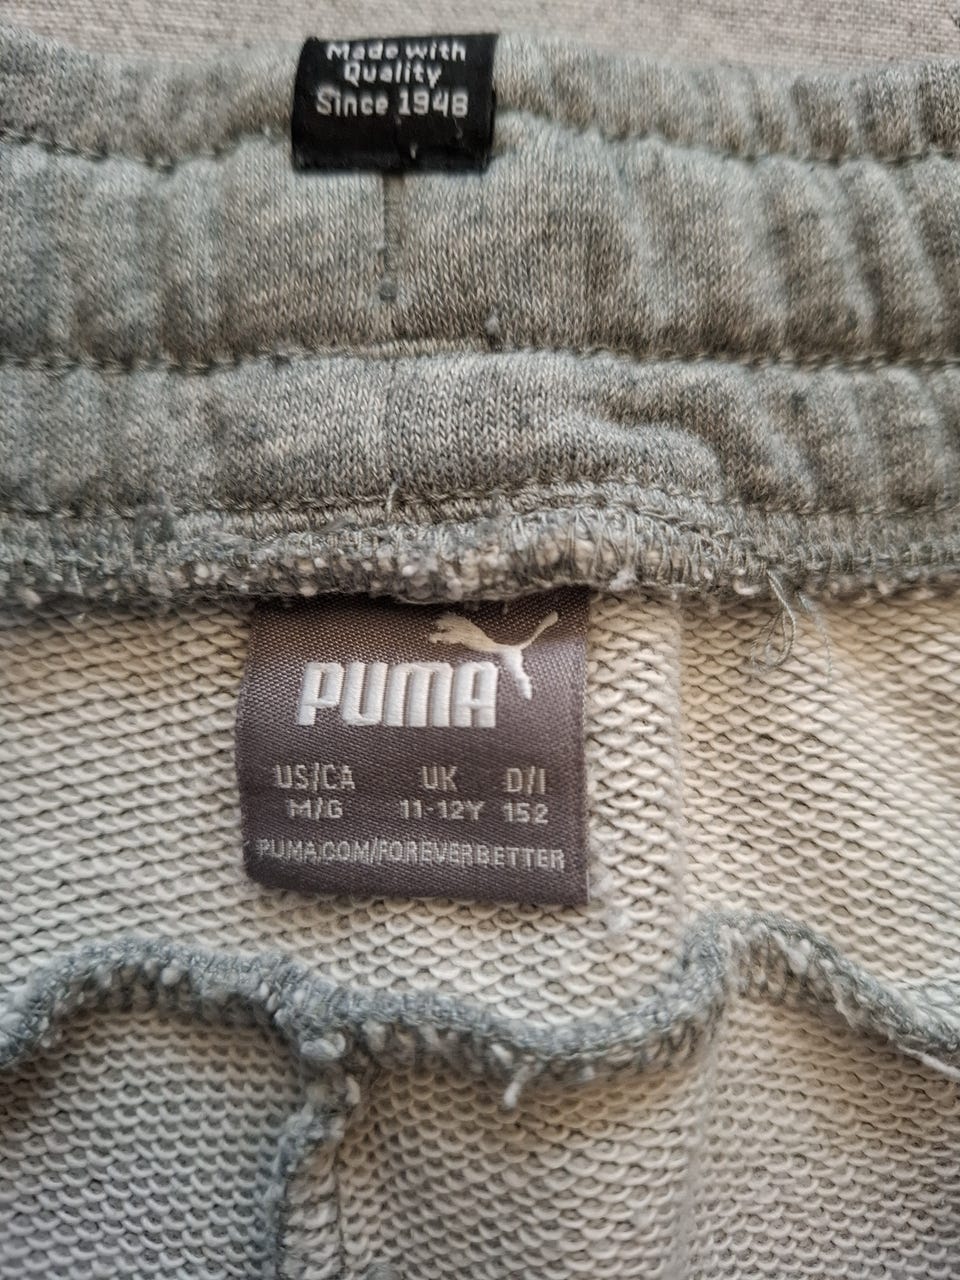 Made with
Quality
Since 1948
PUMA
US/CA UK D/I
M/G 11-12Y 152
PUMA.COM/FOREVERBETTER